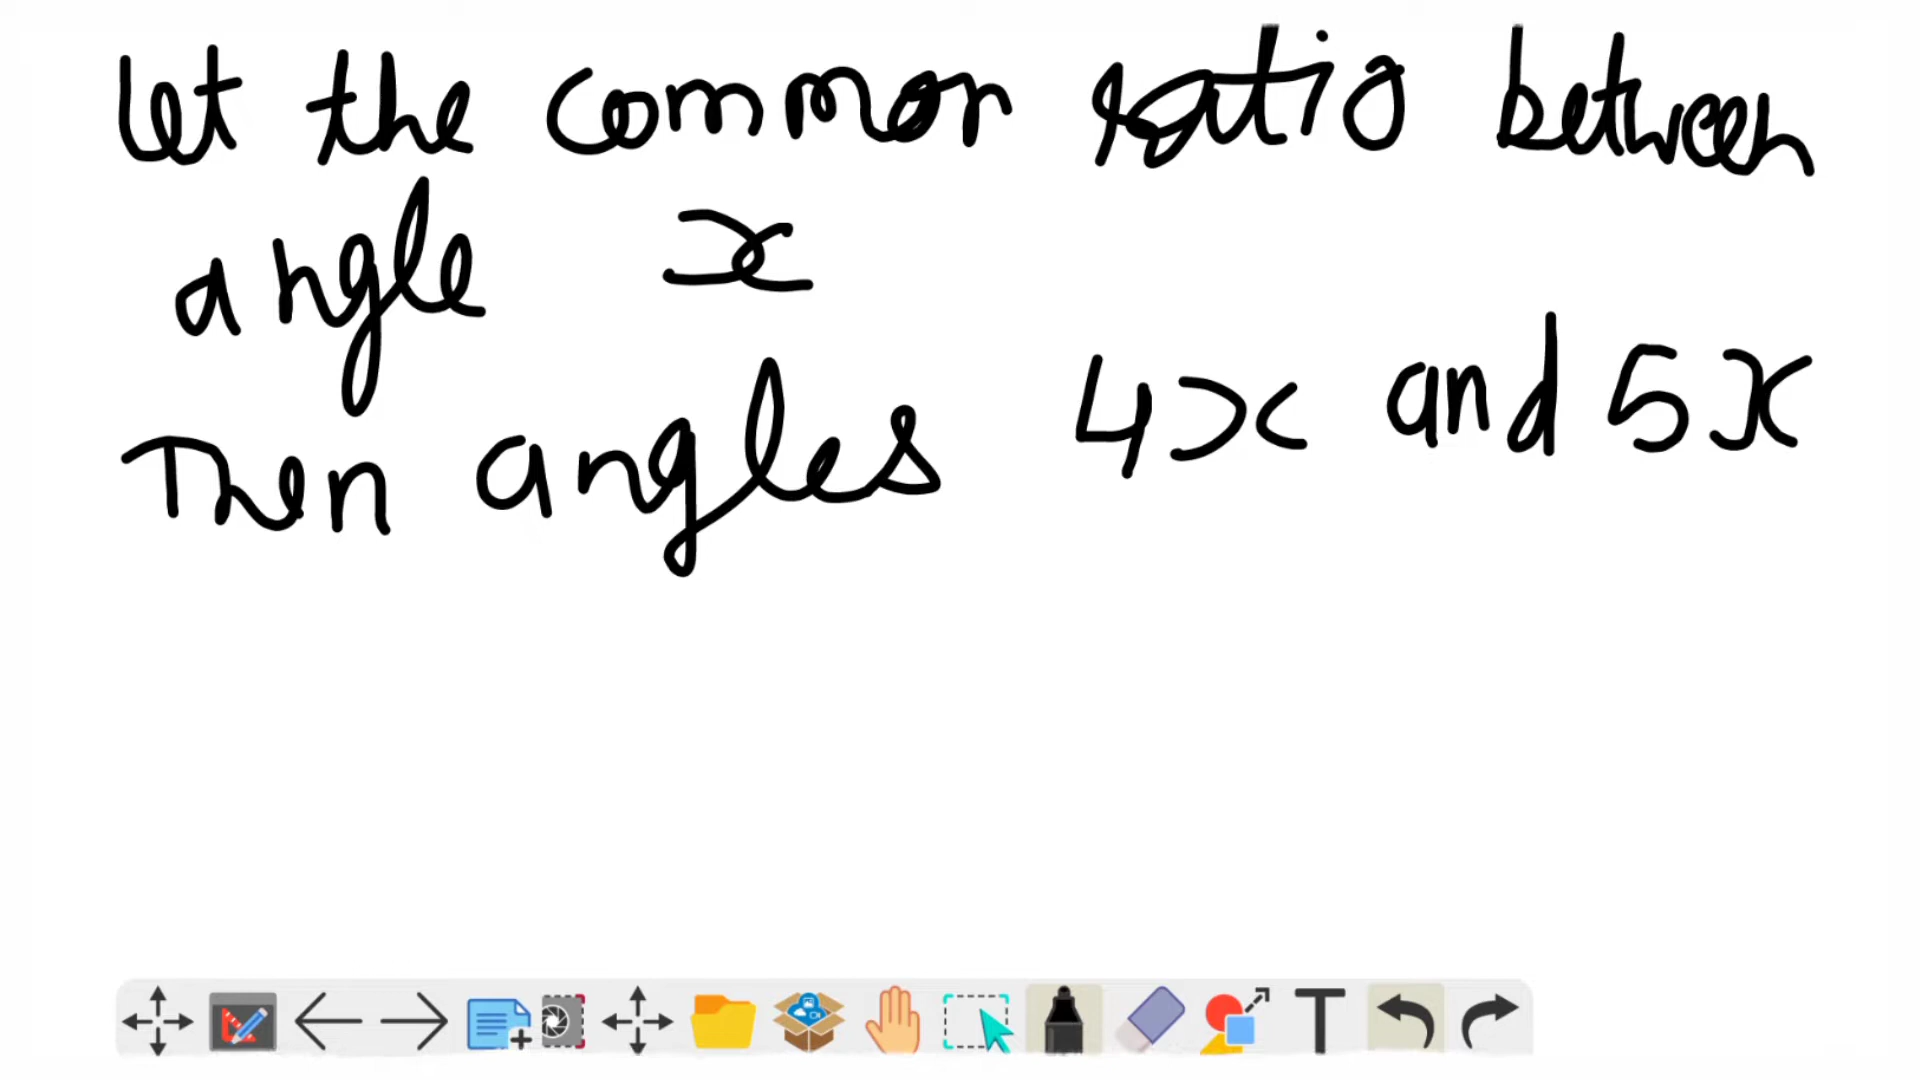 Let the common ratio between
angle x
Then angles 4x and 5x